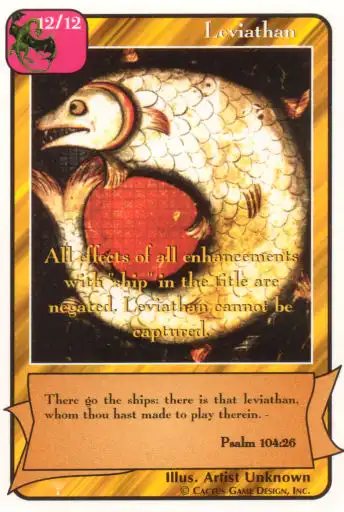 12/12
Leviathan
All effects of all enhancements
with "ship" in the title are
negated. Leviathan cannot be
captured.
There go the ships: there is that leviathan,
whom thou hast made to play therein. -
Psalm 104:26
Illus. Artist Unknown
© Cactus Game Design, Inc.